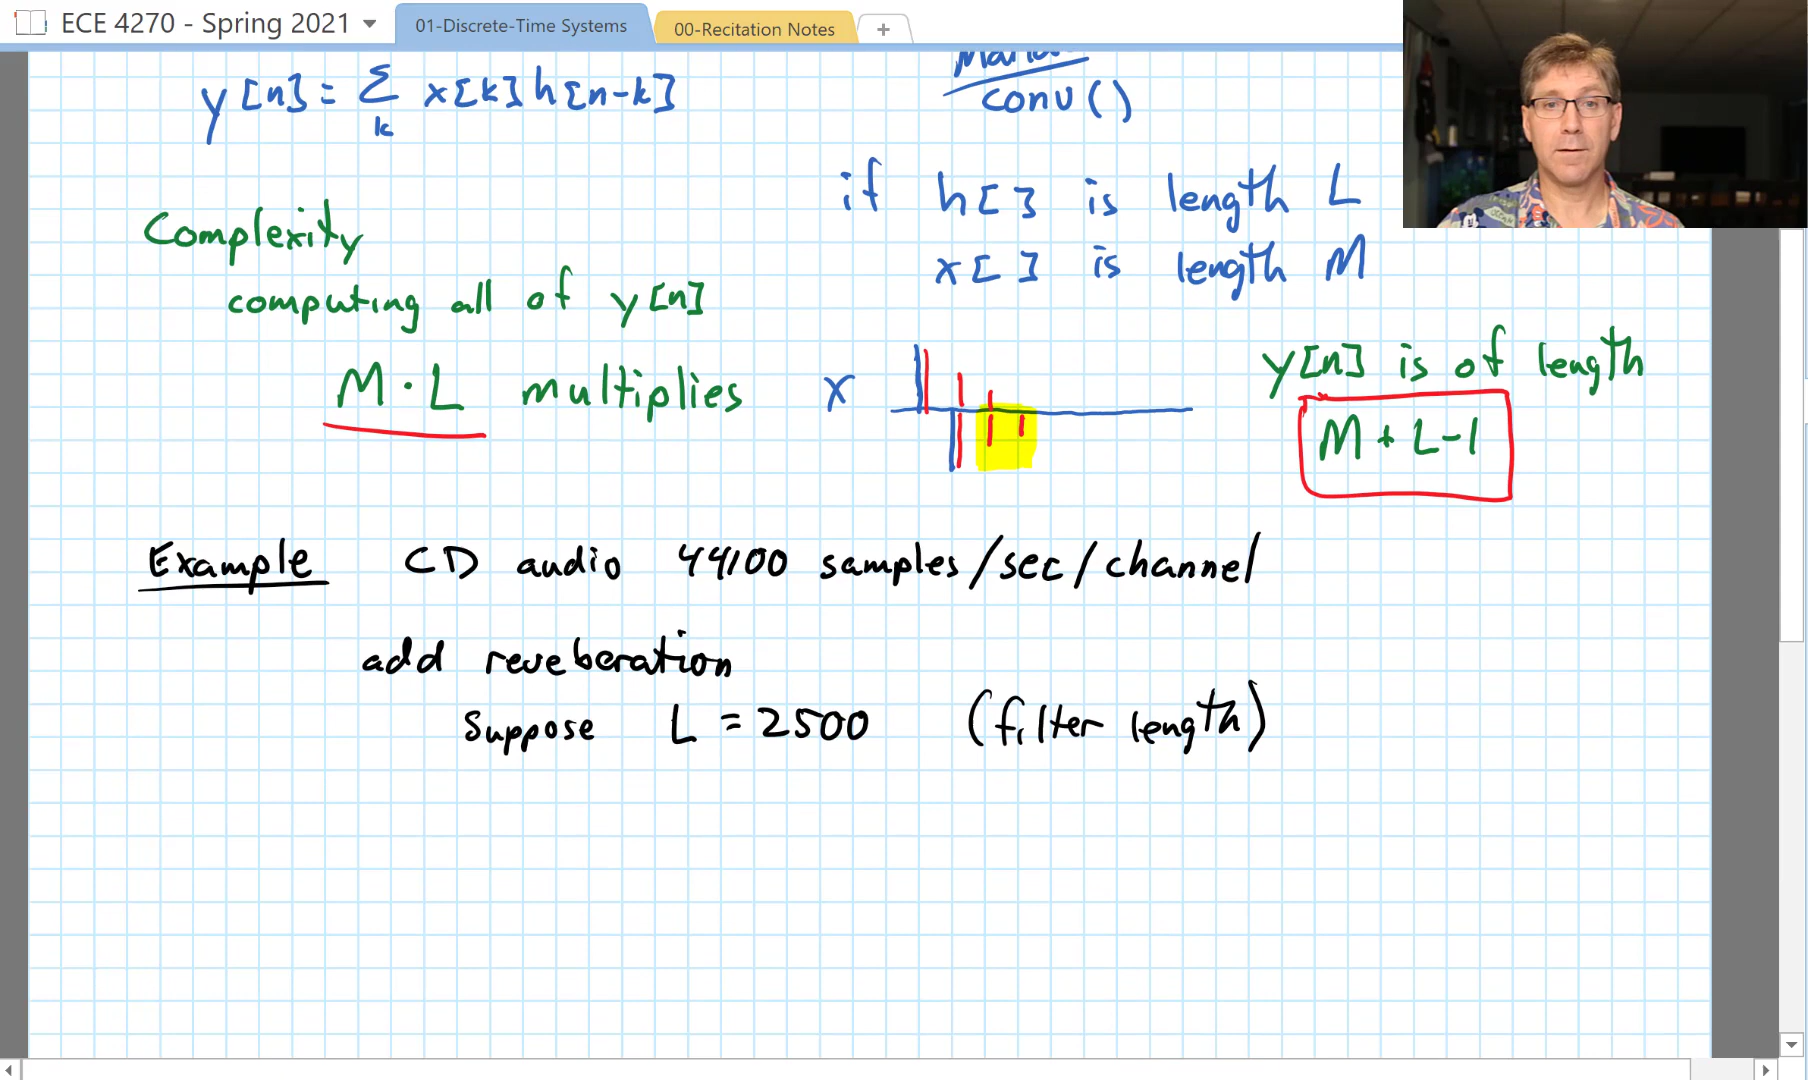 ECE 4270 - Spring 2021
01-Discrete-Time Systems
00-Recitation Notes
+
y[n] = Σ x[k] h[n-k]
k
conv()
if h[ ] is length L
x[ ] is length M
Complexity
computing all of y[n]
M · L multiplies
x
y[n] is of length
M + L - 1
Example CD audio 44100 samples/sec/channel
add reveberation
Suppose L = 2500 (filter length)